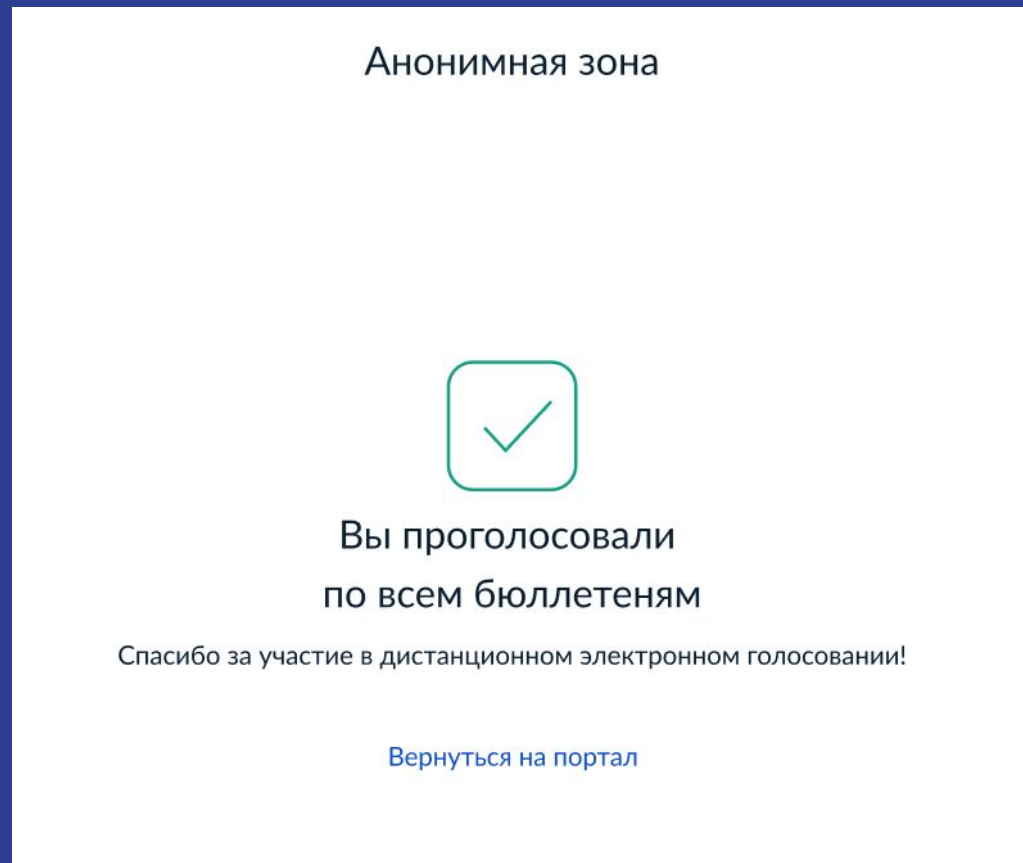 Анонимная зона
Вы проголосовали
по всем бюллетеням
Спасибо за участие в дистанционном электронном голосовании!
Вернуться на портал